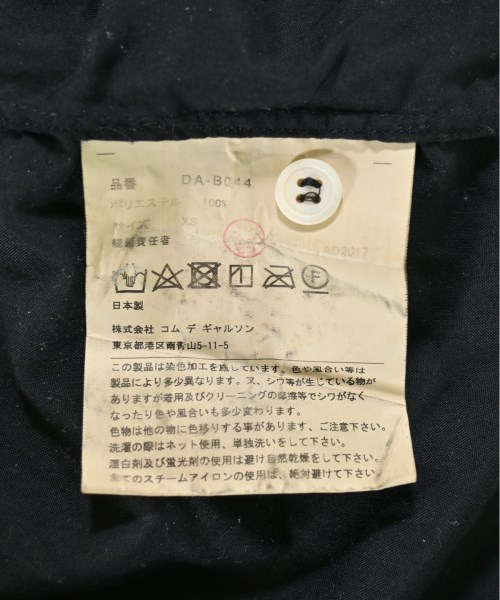 品番 DA-B044
ポリエステル 100%
サイズ XS
縫製責任者
AD2017
F
日本製
株式会社 コム デ ギャルソン
東京都港区南青山5-11-5
この製品は染色加工を施しています。色や風合い等は
製品により多少異なります。又、シワ等が生じている物が
ありますが着用及びクリーニングの摩擦等でシワがなく
なったり色や風合いも多少変わります。
色物は他の物に色移りする事があります、ご注意下さい。
洗濯の際はネット使用、単独洗いをして下さい。
漂白剤及び蛍光剤の使用は避け自然乾燥をして下さい。
全てのスチームアイロンの使用は、絶対避けて下さい。